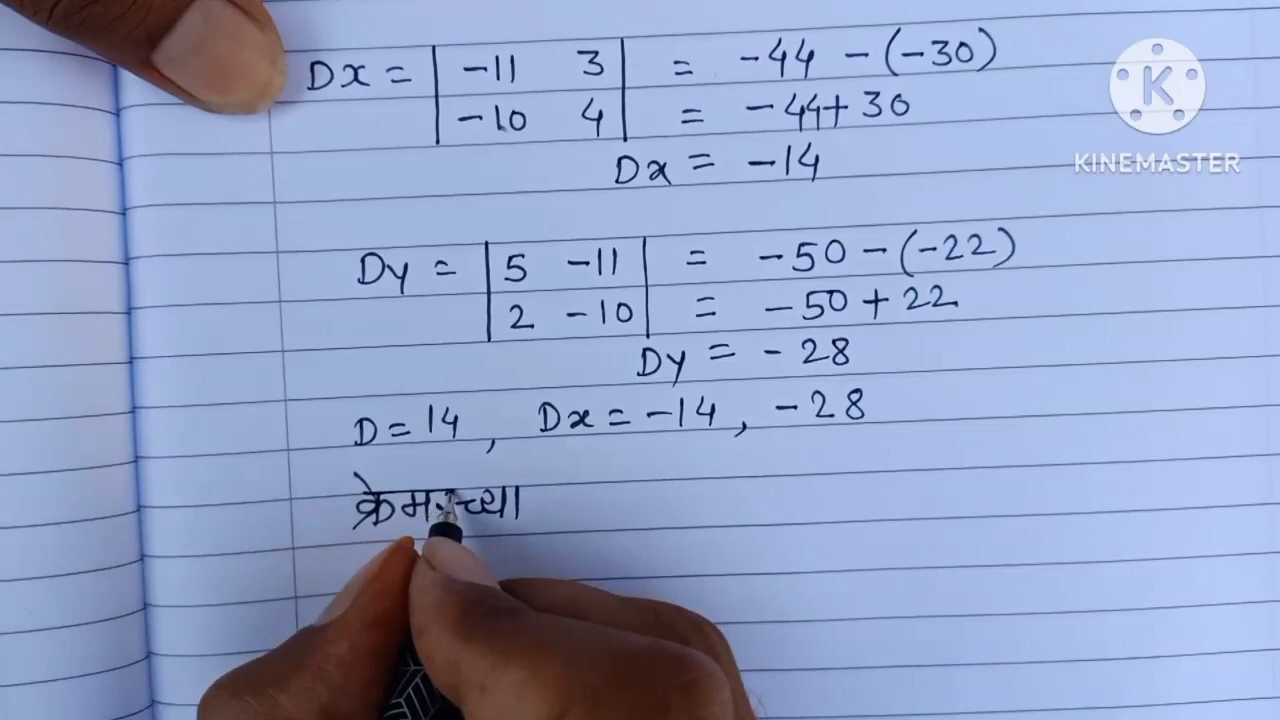 Dx = | -11 3 | = -44 - (-30)
| -10 4 | = -44+30
Dx = -14
Dy = | 5 -11 | = -50 - (-22)
| 2 -10 | = -50 + 22
Dy = -28
D = 14, Dx = -14, -28
क्रेमरच्या
K
KINEMASTER